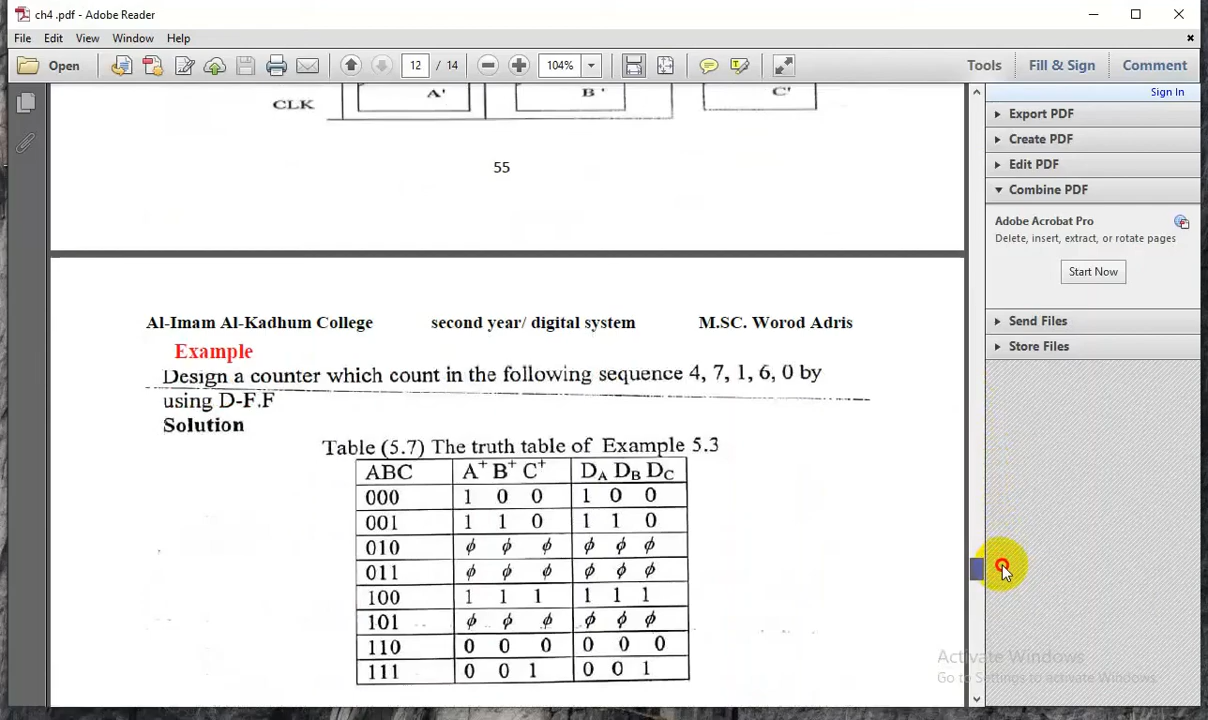 ch4 .pdf - Adobe Reader
File Edit View Window Help
Open 12 / 14 104% Tools Fill & Sign Comment
Sign In
Export PDF
Create PDF
Edit PDF
Combine PDF
Adobe Acrobat Pro
Delete, insert, extract, or rotate pages
Start Now
Send Files
Store Files
A' B' C'
CLK
55
Al-Imam Al-Kadhum College second year/ digital system M.SC. Worod Adris
Example
Design a counter which count in the following sequence 4, 7, 1, 6, 0 by
using D-F.F
Solution
Table (5.7) The truth table of Example 5.3
ABC A⁺ B⁺ C⁺ DA DB DC
000 1 0 0 1 0 0
001 1 1 0 1 1 0
010 ϕ ϕ ϕ ϕ ϕ ϕ
011 ϕ ϕ ϕ ϕ ϕ ϕ
100 1 1 1 1 1 1
101 ϕ ϕ ϕ ϕ ϕ ϕ
110 0 0 0 0 0 0
111 0 0 1 0 0 1
Activate Windows
Go to Settings to activate Windows.